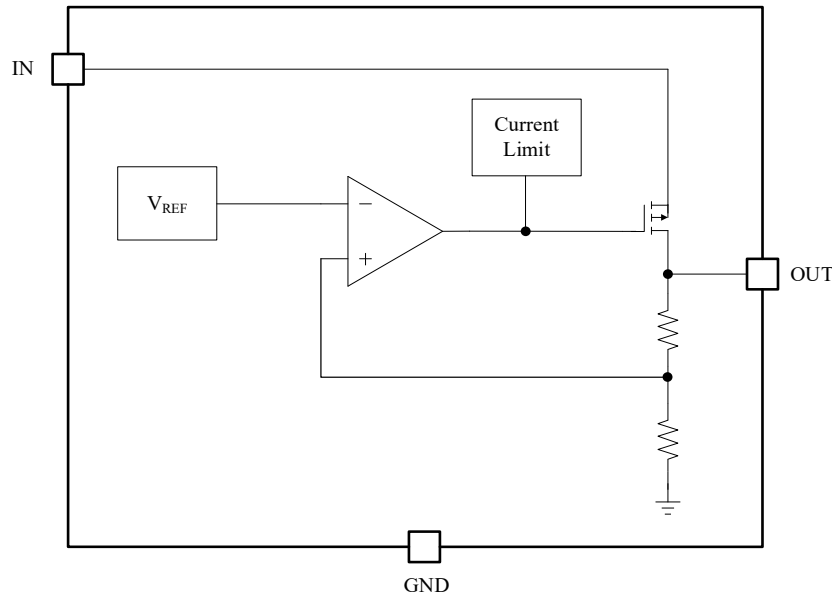 IN
Current
Limit
VREF
−
+
OUT
GND